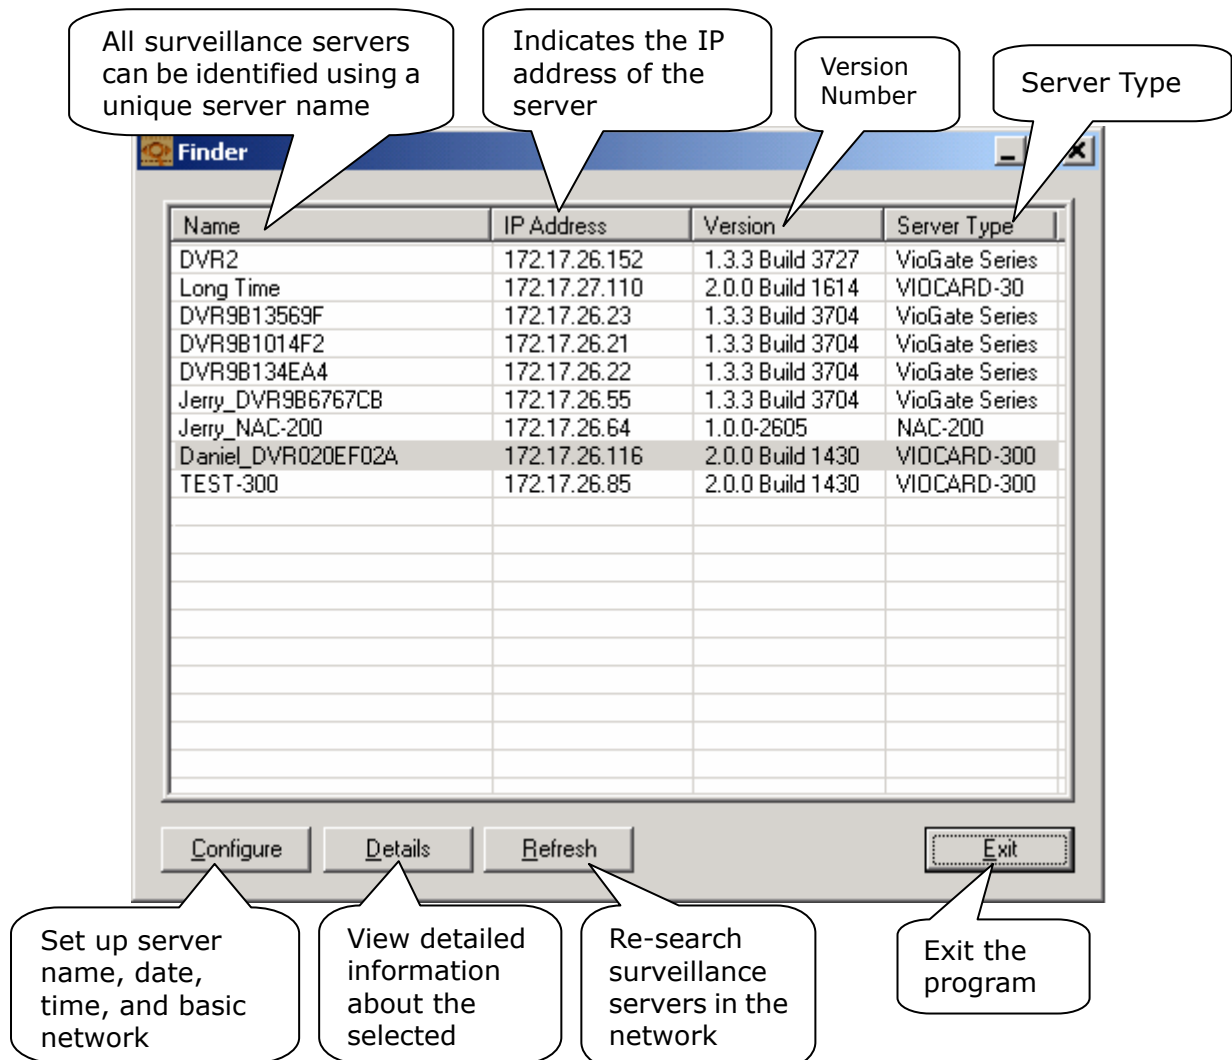 All surveillance servers
can be identified using a
unique server name
Indicates the IP
address of the
server
Version
Number
Server Type
Finder
Name IP Address Version Server Type
DVR2 172.17.26.152 1.3.3 Build 3727 VioGate Series
Long Time 172.17.27.110 2.0.0 Build 1614 VIOCARD-30
DVR9B13569F 172.17.26.23 1.3.3 Build 3704 VioGate Series
DVR9B1014F2 172.17.26.21 1.3.3 Build 3704 VioGate Series
DVR9B134EA4 172.17.26.22 1.3.3 Build 3704 VioGate Series
Jerry_DVR9B6767CB 172.17.26.55 1.3.3 Build 3704 VioGate Series
Jerry_NAC-200 172.17.26.64 1.0.0-2605 NAC-200
Daniel_DVR020EF02A 172.17.26.116 2.0.0 Build 1430 VIOCARD-300
TEST-300 172.17.26.85 2.0.0 Build 1430 VIOCARD-300
Configure Details Refresh Exit
Set up server
name, date,
time, and basic
network
View detailed
information
about the
selected
Re-search
surveillance
servers in the
network
Exit the
program